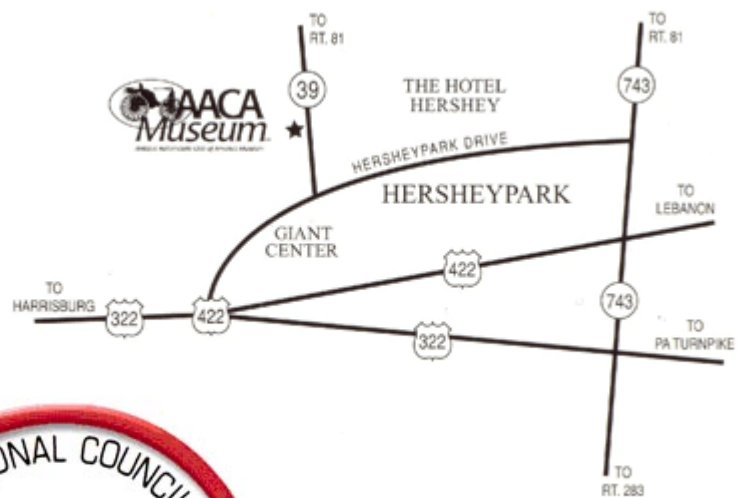 TO
RT. 81
TO
RT. 81
39
743
THE HOTEL
HERSHEY
AACA
Museum
HERSHEYPARK DRIVE
HERSHEYPARK
TO
LEBANON
GIANT
CENTER
422
TO
HARRISBURG
322
422
743
322
TO
PA TURNPIKE
ONAL COUNCI
TO
RT. 283